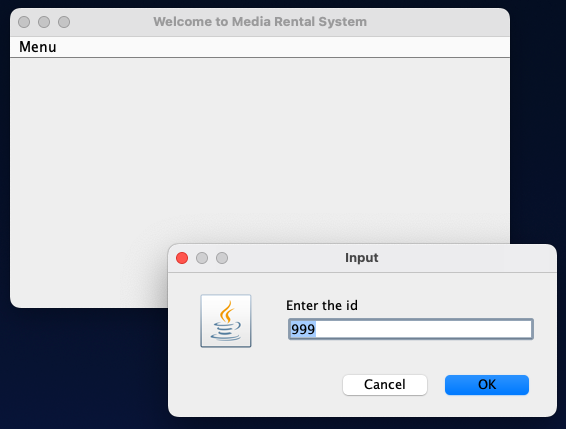 Welcome to Media Rental System
Menu
Input
Enter the id
999
Cancel
OK